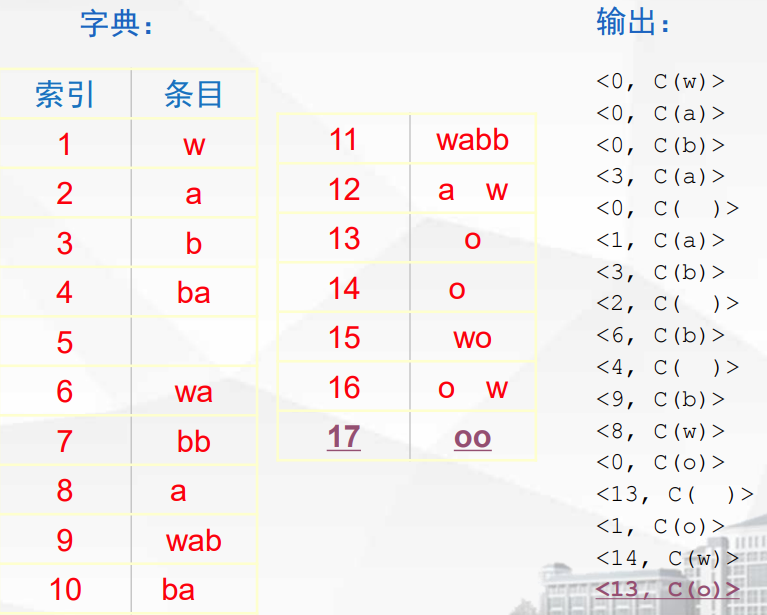 字典:
索引 条目
1 w
2 a
3 b
4 ba
5
6 wa
7 bb
8 a
9 wab
10 ba
11 wabb
12 a w
13 o
14 o
15 wo
16 o w
17 oo
输出:
<0, C(w)>
<0, C(a)>
<0, C(b)>
<3, C(a)>
<0, C( )>
<1, C(a)>
<3, C(b)>
<2, C( )>
<6, C(b)>
<4, C( )>
<9, C(b)>
<8, C(w)>
<0, C(o)>
<13, C( )>
<1, C(o)>
<14, C(w)>
<13, C(o)>